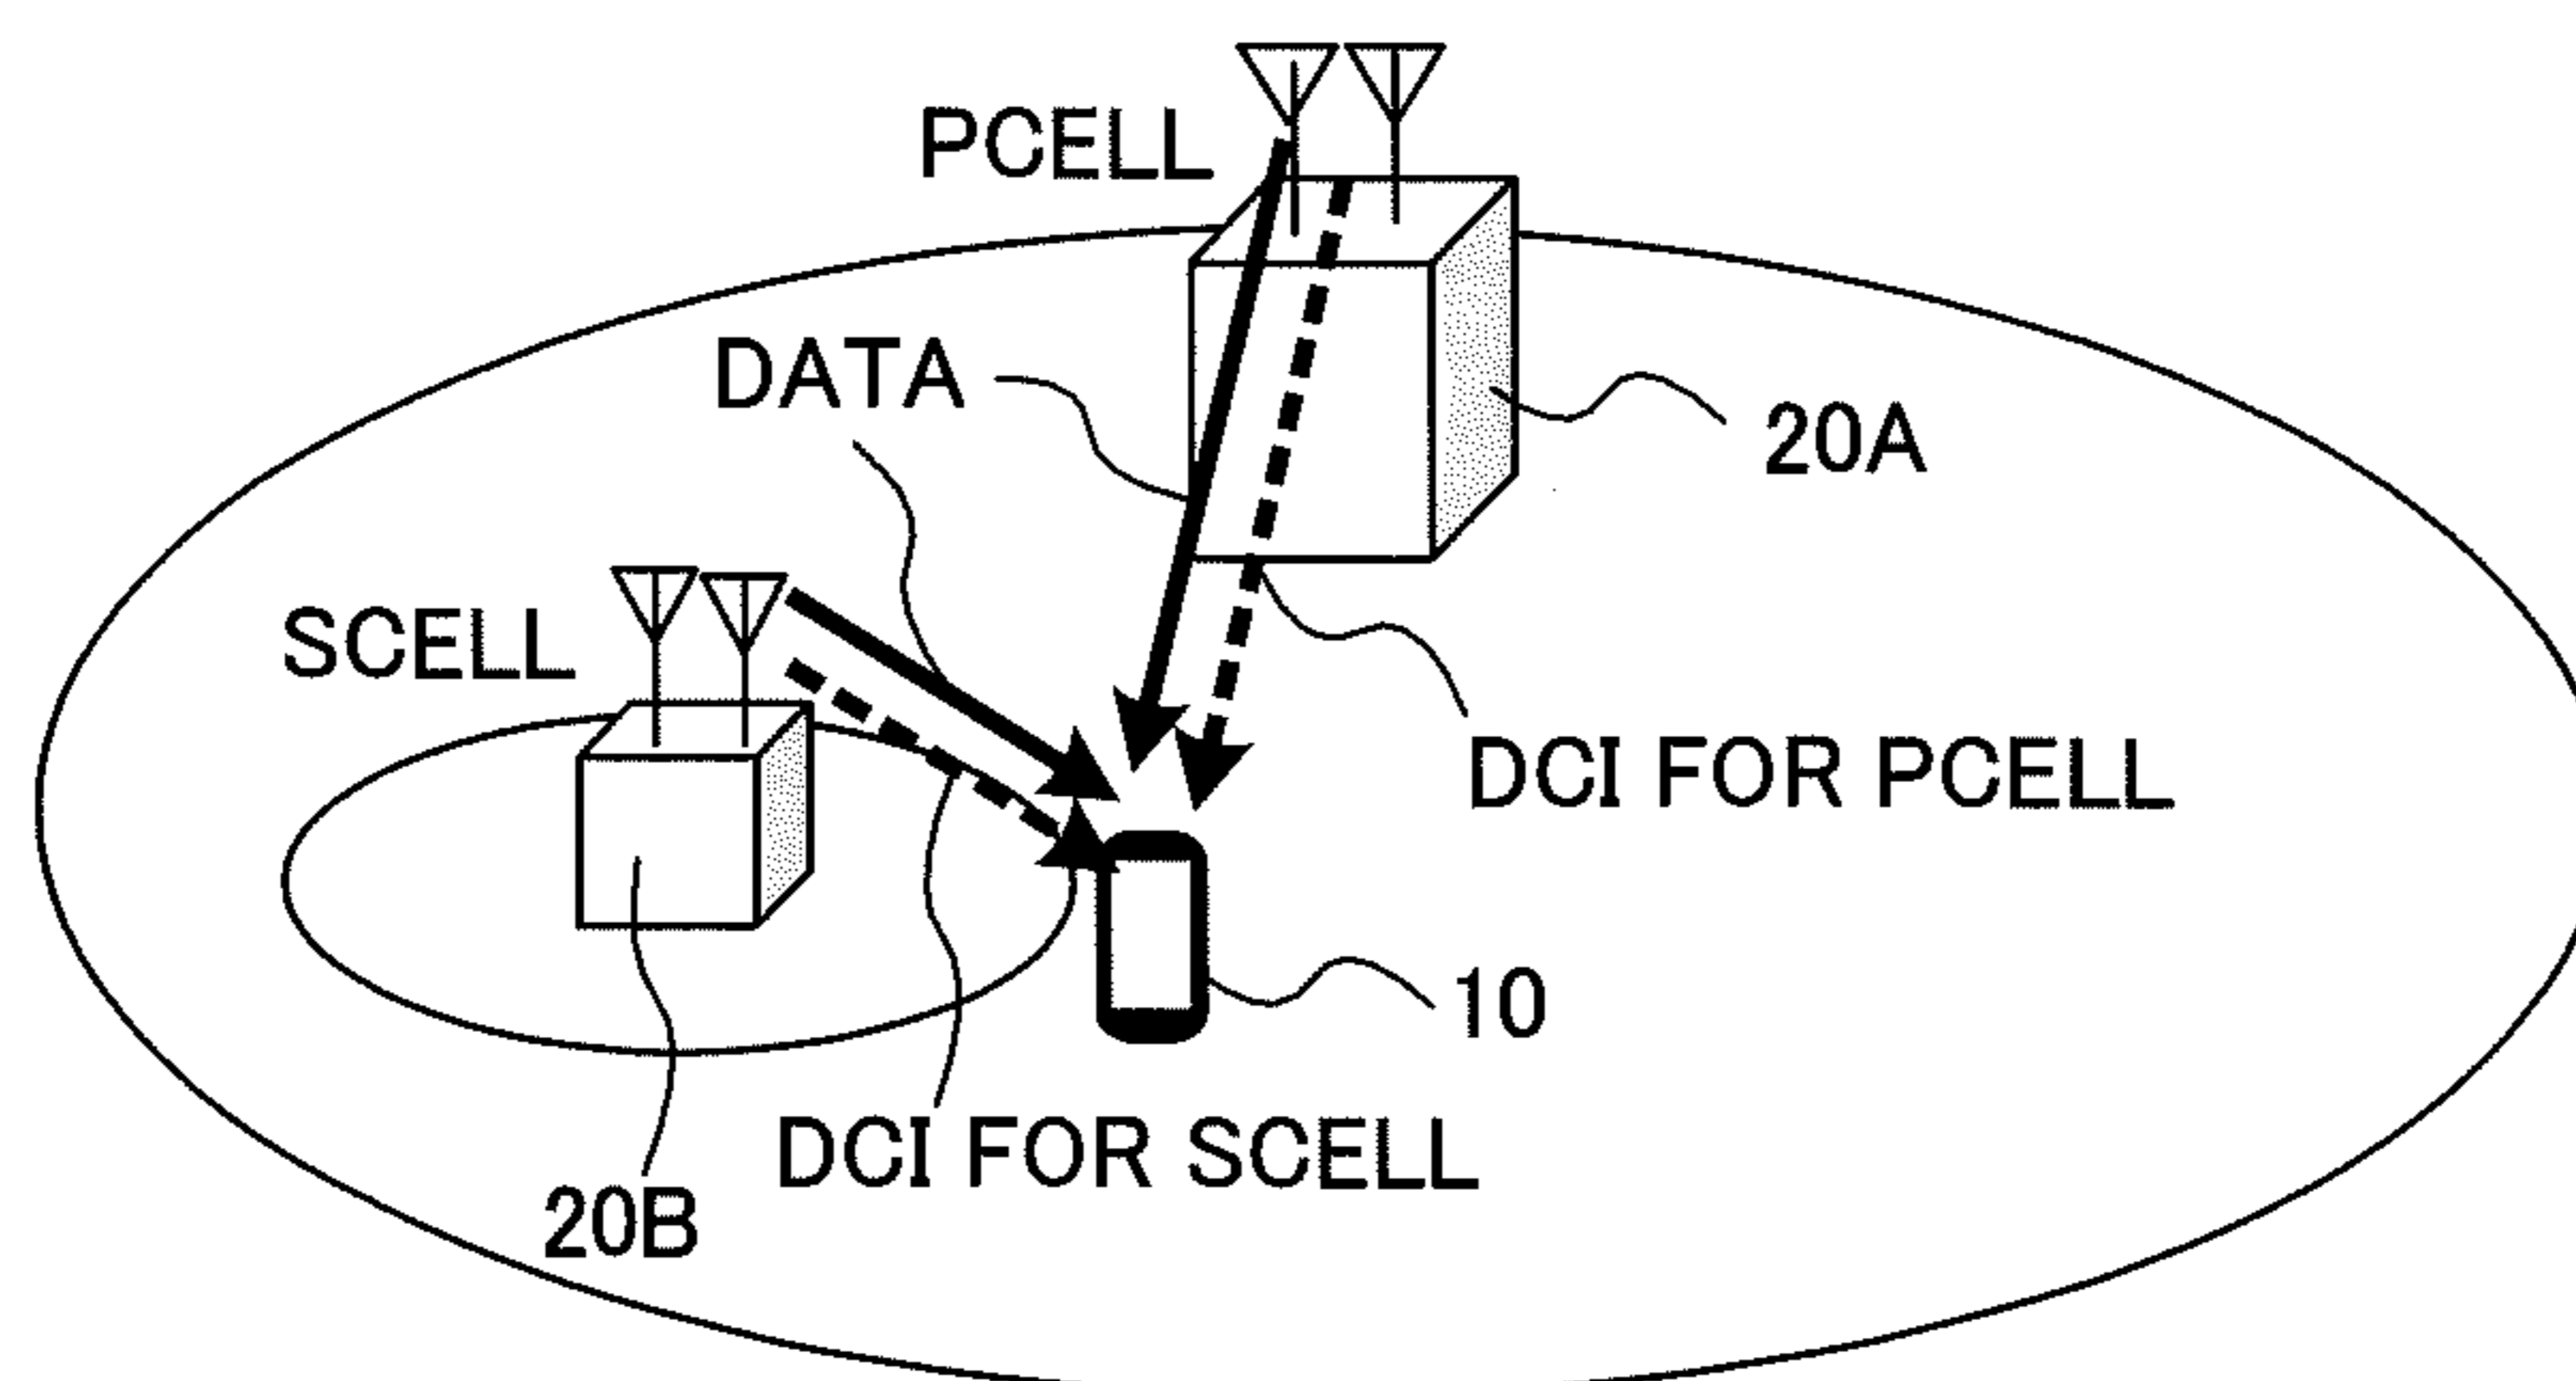 PCELL
DATA
20A
SCELL
DCI FOR PCELL
10
DCI FOR SCELL
20B